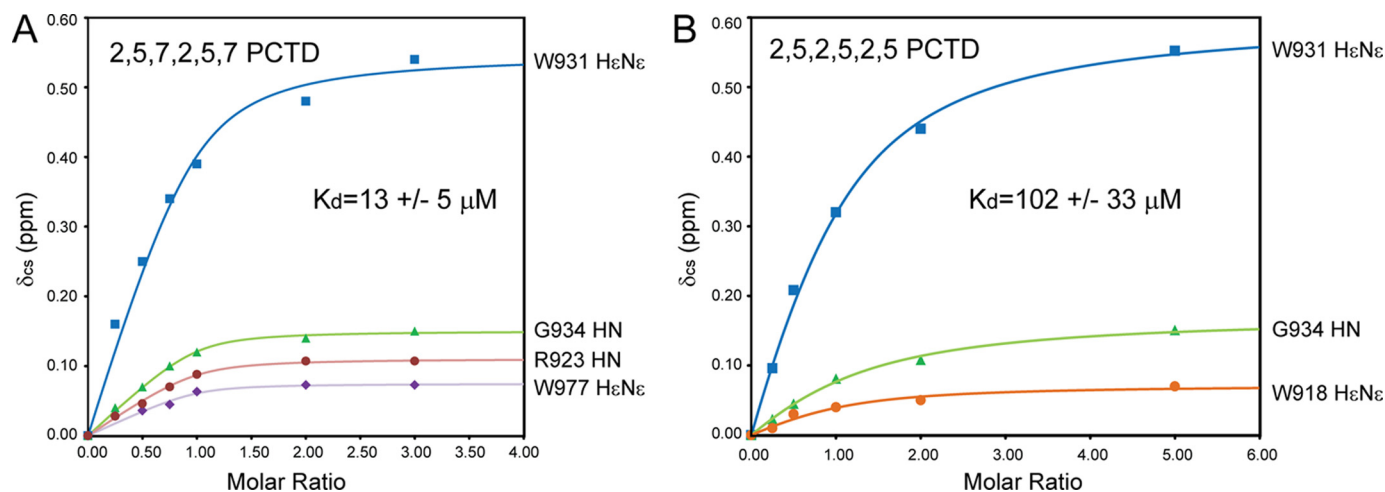 A
2,5,7,2,5,7 PCTD
0.60
0.50
0.40
0.30
0.20
0.10
0.00
δcs (ppm)
W931 HεNε
Kd=13 +/- 5 μM
G934 HN
R923 HN
W977 HεNε
0.00 0.50 1.00 1.50 2.00 2.50 3.00 3.50 4.00
Molar Ratio
B
2,5,2,5,2,5 PCTD
0.60
0.50
0.40
0.30
0.20
0.10
0.00
δcs (ppm)
W931 HεNε
Kd=102 +/- 33 μM
G934 HN
W918 HεNε
0.00 1.00 2.00 3.00 4.00 5.00 6.00
Molar Ratio